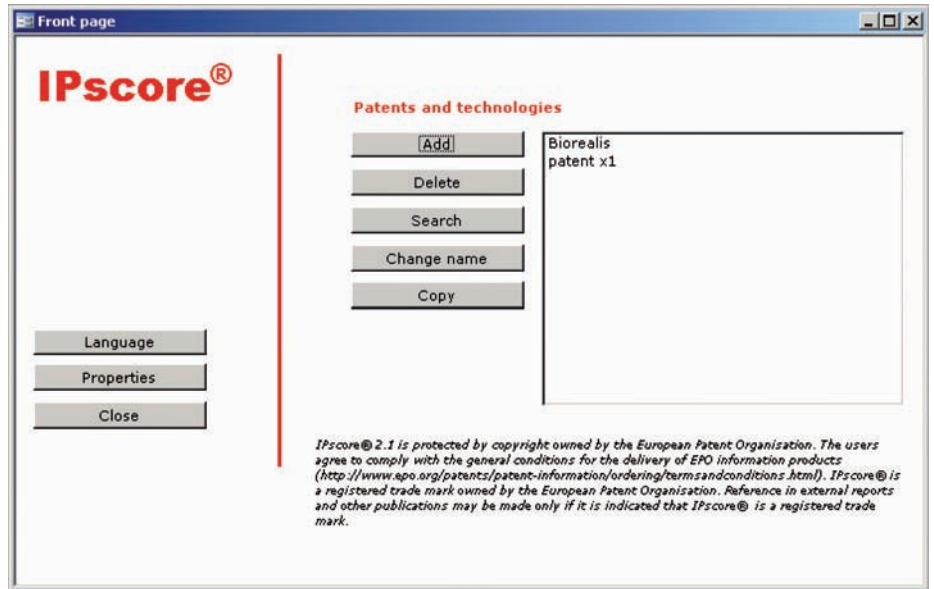 Front page
IPscore®
Patents and technologies
Add
Delete
Search
Change name
Copy
Biorealis
patent x1
Language
Properties
Close
IPscore® 2.1 is protected by copyright owned by the European Patent Organisation. The users
agree to comply with the general conditions for the delivery of EPO information products
(http://www.epo.org/patents/patent-information/ordering/termsandconditions.html). IPscore® is
a registered trade mark owned by the European Patent Organisation. Reference in external reports
and other publications may be made only if it is indicated that IPscore® is a registered trade
mark.